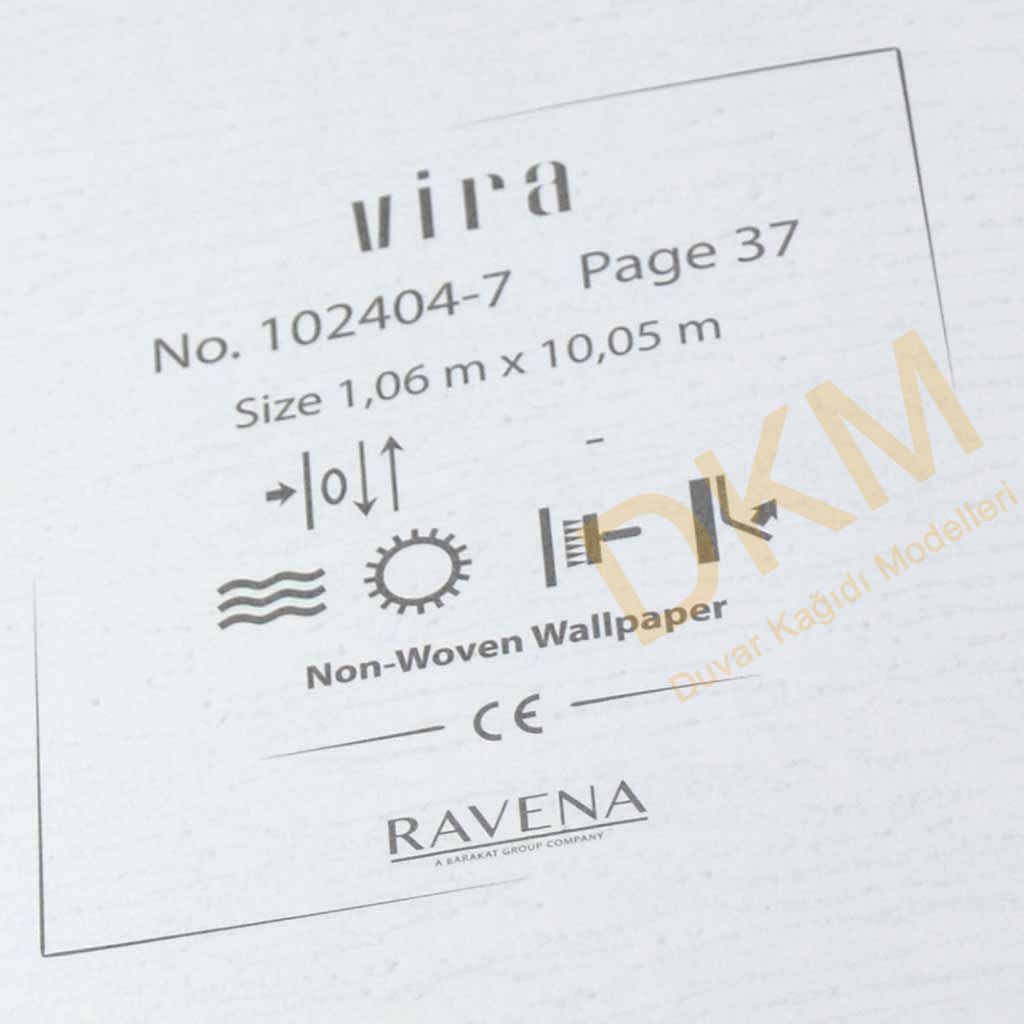 vira
No. 102404-7 Page 37
Size 1,06 m x 10,05 m
Non-Woven Wallpaper
CE
RAVENA
A BARAKAT GROUP COMPANY
DKM
Duvar Kağıdı Modelleri